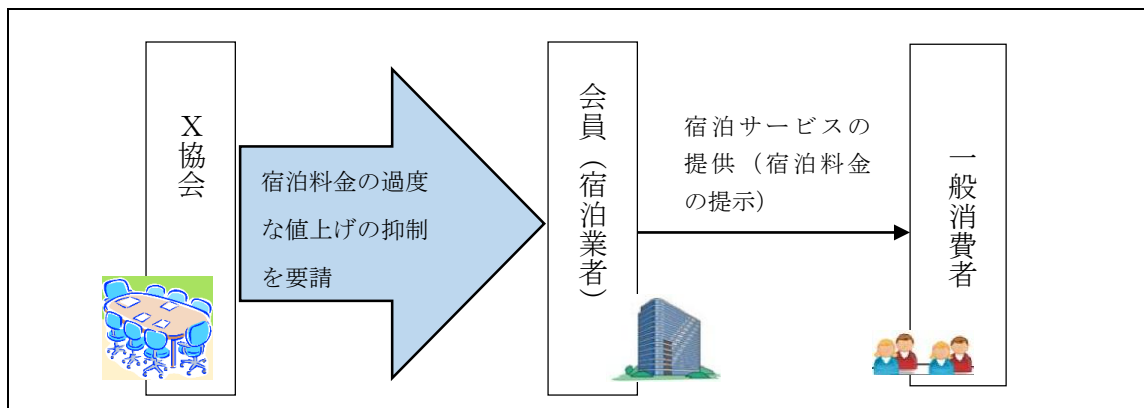 X協会
宿泊料金の過度
な値上げの抑制
を要請
会員（宿泊業者）
宿泊サービスの
提供（宿泊料金
の提示）
一般消費者